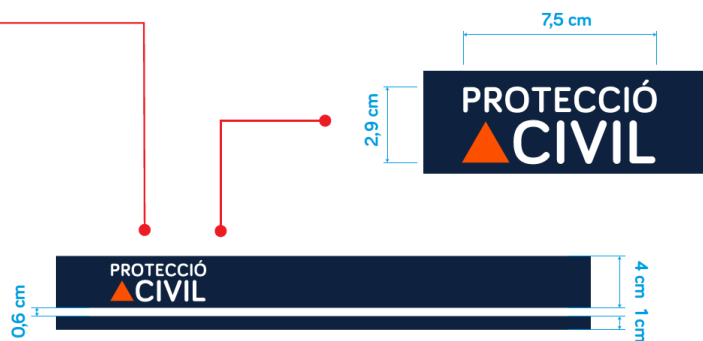 7,5 cm
PROTECCIÓ
CIVIL
2,9 cm
PROTECCIÓ
CIVIL
4 cm
1 cm
0,6 cm